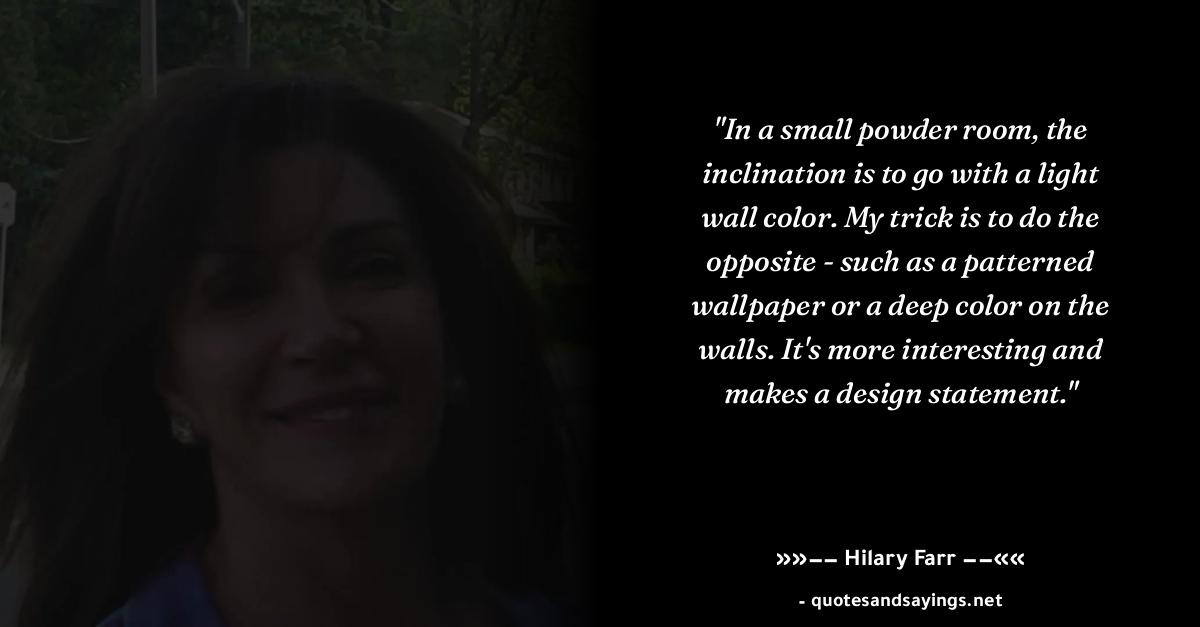 "In a small powder room, the
inclination is to go with a light
wall color. My trick is to do the
opposite - such as a patterned
wallpaper or a deep color on the
walls. It's more interesting and
makes a design statement."
»»−− Hilary Farr −−««
- quotesandsayings.net